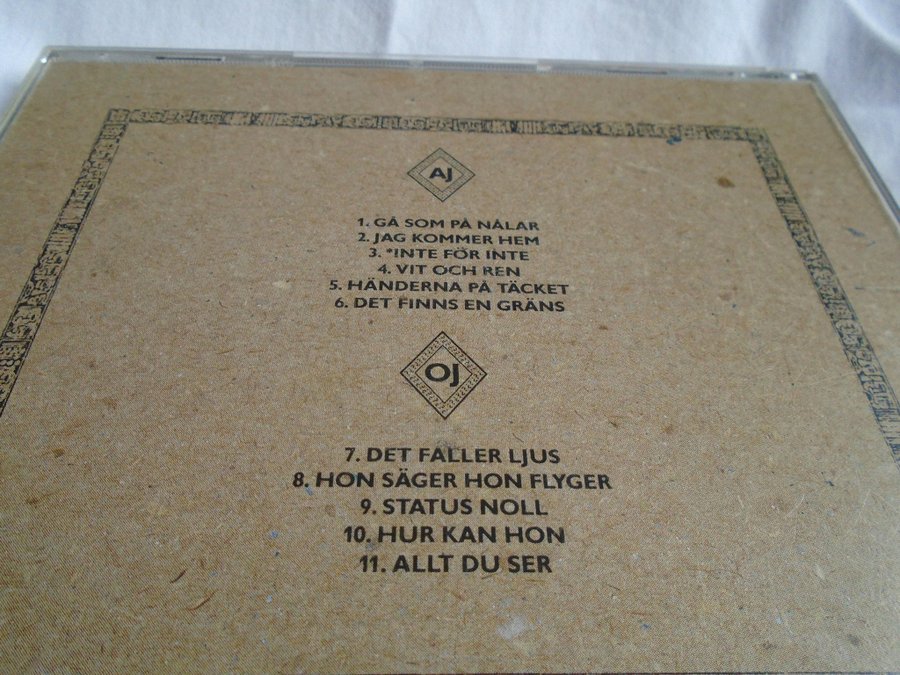 AJ
1. GÅ SOM PÅ NÅLAR
2. JAG KOMMER HEM
3. *INTE FÖR INTE
4. VIT OCH REN
5. HÄNDERNA PÅ TÄCKET
6. DET FINNS EN GRÄNS
OJ
7. DET FALLER LJUS
8. HON SÄGER HON FLYGER
9. STATUS NOLL
10. HUR KAN HON
11. ALLT DU SER